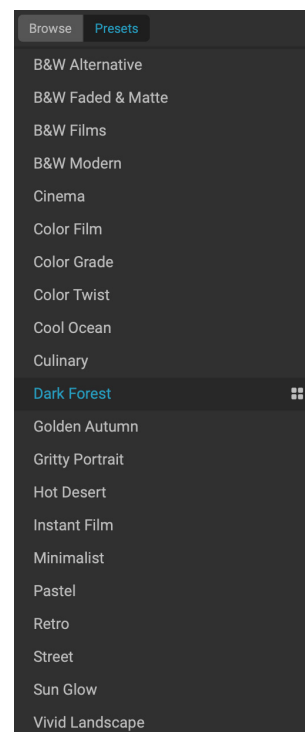 Browse Presets
B&W Alternative
B&W Faded & Matte
B&W Films
B&W Modern
Cinema
Color Film
Color Grade
Color Twist
Cool Ocean
Culinary
Dark Forest
Golden Autumn
Gritty Portrait
Hot Desert
Instant Film
Minimalist
Pastel
Retro
Street
Sun Glow
Vivid Landscape